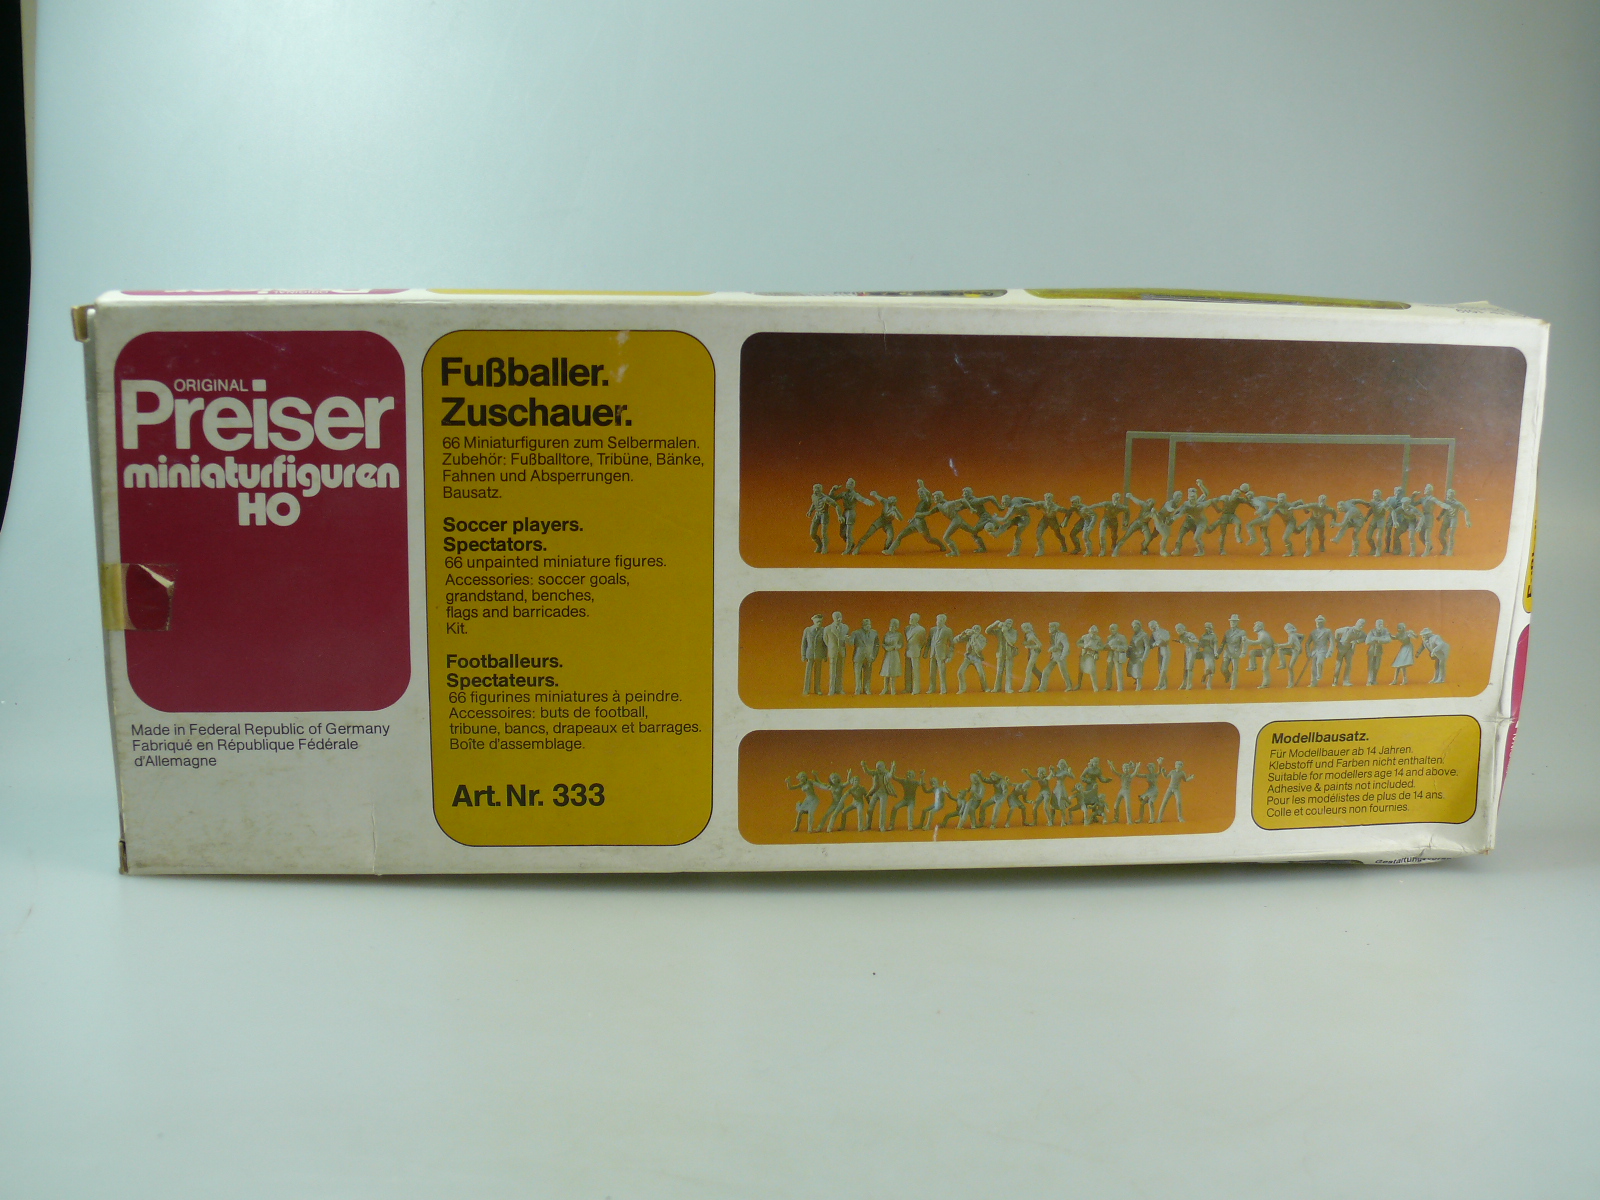 ORIGINAL
Preiser
miniaturfiguren
HO
Made in Federal Republic of Germany
Fabriqué en République Fédérale
d'Allemagne
Fußballer.
Zuschauer.
66 Miniaturfiguren zum Selbermalen.
Zubehör: Fußballtore, Tribüne, Bänke,
Fahnen und Absperrungen.
Bausatz.
Soccer players.
Spectators.
66 unpainted miniature figures.
Accessories: soccer goals,
grandstand, benches,
flags and barricades.
Kit.
Footballeurs.
Spectateurs.
66 figurines miniatures à peindre.
Accessoires: buts de football,
tribune, bancs, drapeaux et barrages.
Boîte d'assemblage.
Art. Nr. 333
Modellbausatz.
Für Modellbauer ab 14 Jahren.
Klebstoff und Farben nicht enthalten.
Suitable for modellers age 14 and above.
Adhesive & paints not included.
Pour les modélistes de plus de 14 ans.
Colle et couleurs non fournies.